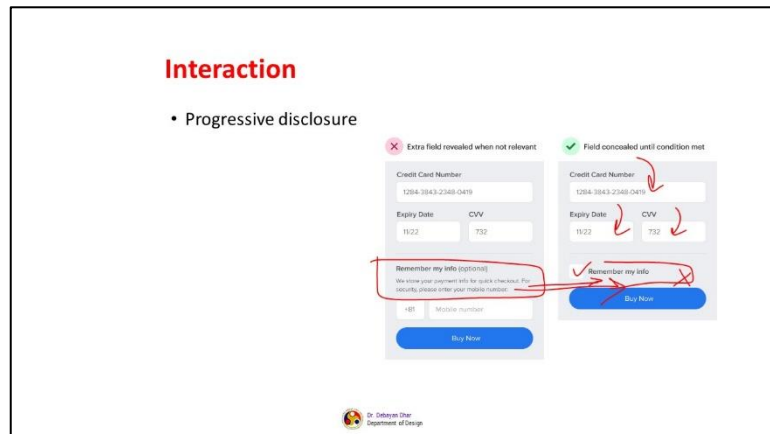 Interaction
• Progressive disclosure
Extra field revealed when not relevant
Credit Card Number
1284-3843-2348-0419
Expiry Date CVV
11/22 732
Remember my info (optional)
We store your payment info for quick checkout. For
security, please enter your mobile number.
+81 Mobile number
Buy Now
Field concealed until condition met
Credit Card Number
1284-3843-2348-0419
Expiry Date CVV
11/22 732
Remember my info
Buy Now
Dr. Debayan Dhar
Department of Design